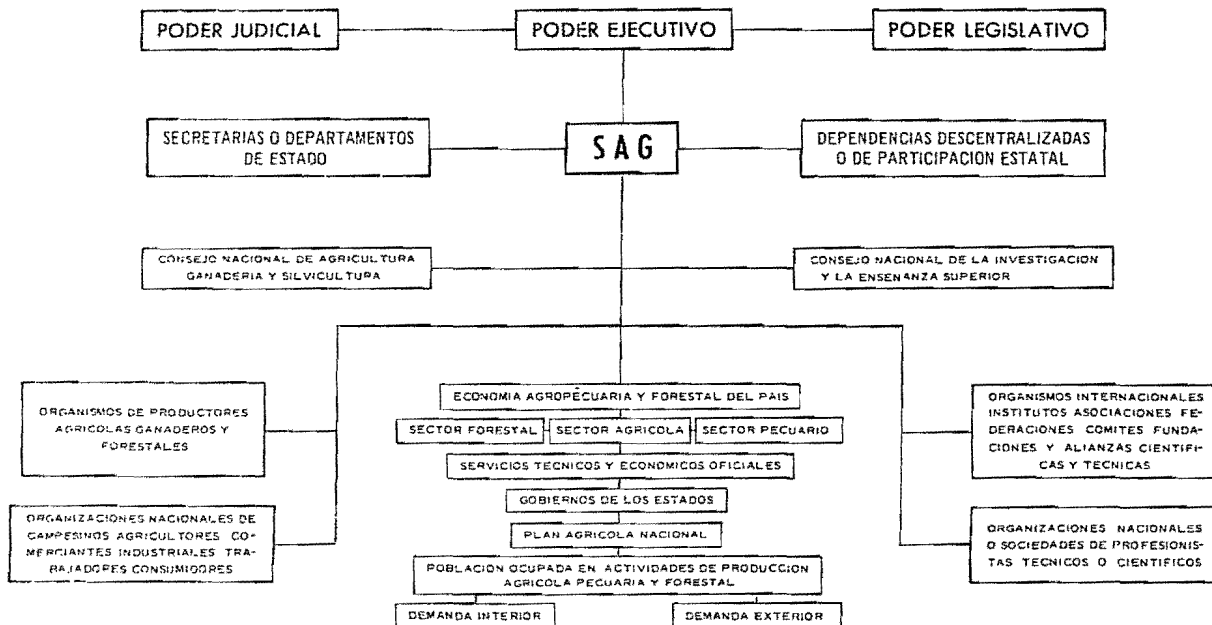 PODER JUDICIAL
PODER EJECUTIVO
PODER LEGISLATIVO
SECRETARIAS O DEPARTAMENTOS
DE ESTADO
SAG
DEPENDENCIAS DESCENTRALIZADAS
O DE PARTICIPACION ESTATAL
CONSEJO NACIONAL DE AGRICULTURA
GANADERIA Y SILVICULTURA
CONSEJO NACIONAL DE LA INVESTIGACION
Y LA ENSENANZA SUPERIOR
ORGANISMOS DE PRODUCTORES
AGRICOLAS GANADEROS Y
FORESTALES
ORGANIZACIONES NACIONALES DE
CAMPESINOS AGRICULTORES CO-
MERCIANTES INDUSTRIALES TRA-
BAJADORES CONSUMIDORES
ECONOMIA AGROPECUARIA Y FORESTAL DEL PAIS
SECTOR FORESTAL
SECTOR AGRICOLA
SECTOR PECUARIO
SERVICIOS TECNICOS Y ECONOMICOS OFICIALES
GOBIERNOS DE LOS ESTADOS
PLAN AGRICOLA NACIONAL
POBLACION OCUPADA EN ACTIVIDADES DE PRODUCCION
AGRICOLA PECUARIA Y FORESTAL
DEMANDA INTERIOR
DEMANDA EXTERIOR
ORGANISMOS INTERNACIONALES
INSTITUTOS ASOCIACIONES FE-
DERACIONES COMITES FUNDA-
CIONES Y ALIANZAS CIENTIFI-
CAS Y TECNICAS
ORGANIZACIONES NACIONALES
O SOCIEDADES DE PROFESIONIS-
TAS TECNICOS O CIENTIFICOS